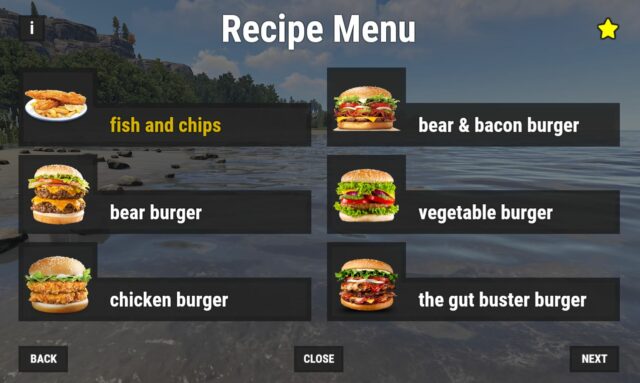 i
Recipe Menu
fish and chips
bear & bacon burger
bear burger
vegetable burger
chicken burger
the gut buster burger
BACK
CLOSE
NEXT